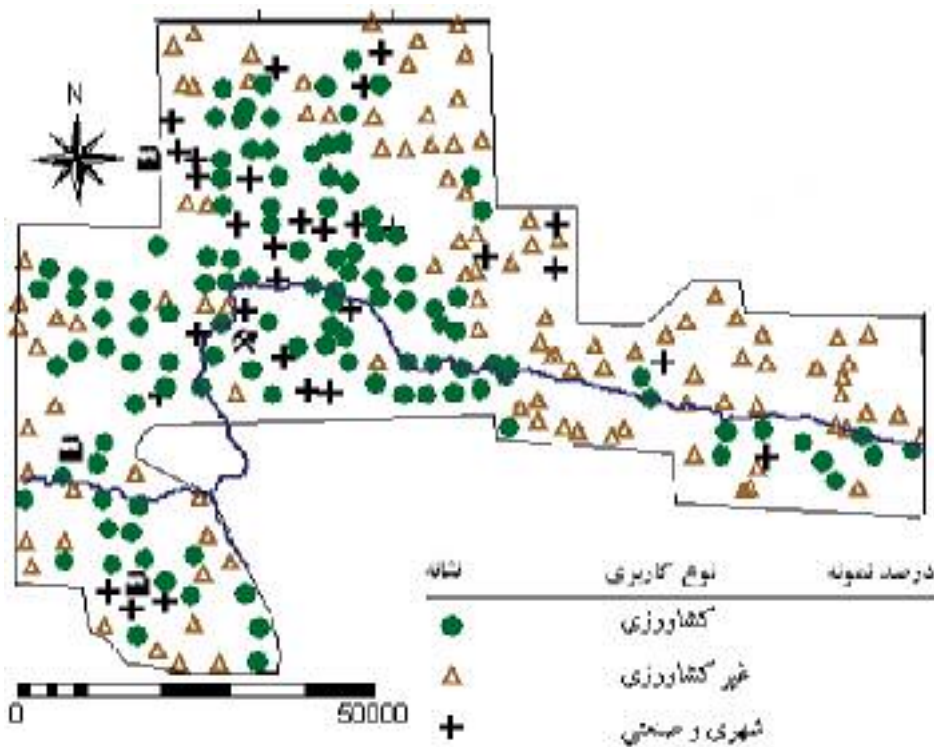 N
نشانه نوع کاربری درصد نمونه
کشاورزی
غیر کشاورزی
شهری و صنعتی
0 50000